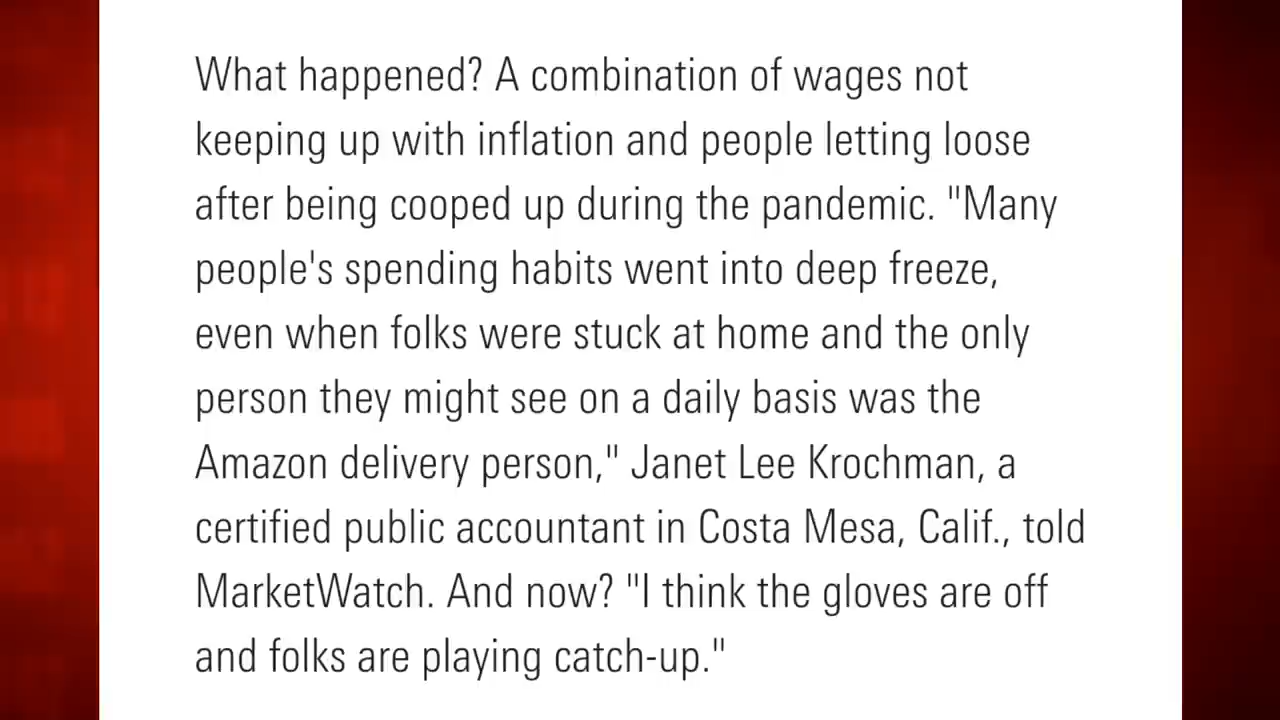 What happened? A combination of wages not
keeping up with inflation and people letting loose
after being cooped up during the pandemic. "Many
people's spending habits went into deep freeze,
even when folks were stuck at home and the only
person they might see on a daily basis was the
Amazon delivery person," Janet Lee Krochman, a
certified public accountant in Costa Mesa, Calif., told
MarketWatch. And now? "I think the gloves are off
and folks are playing catch-up."